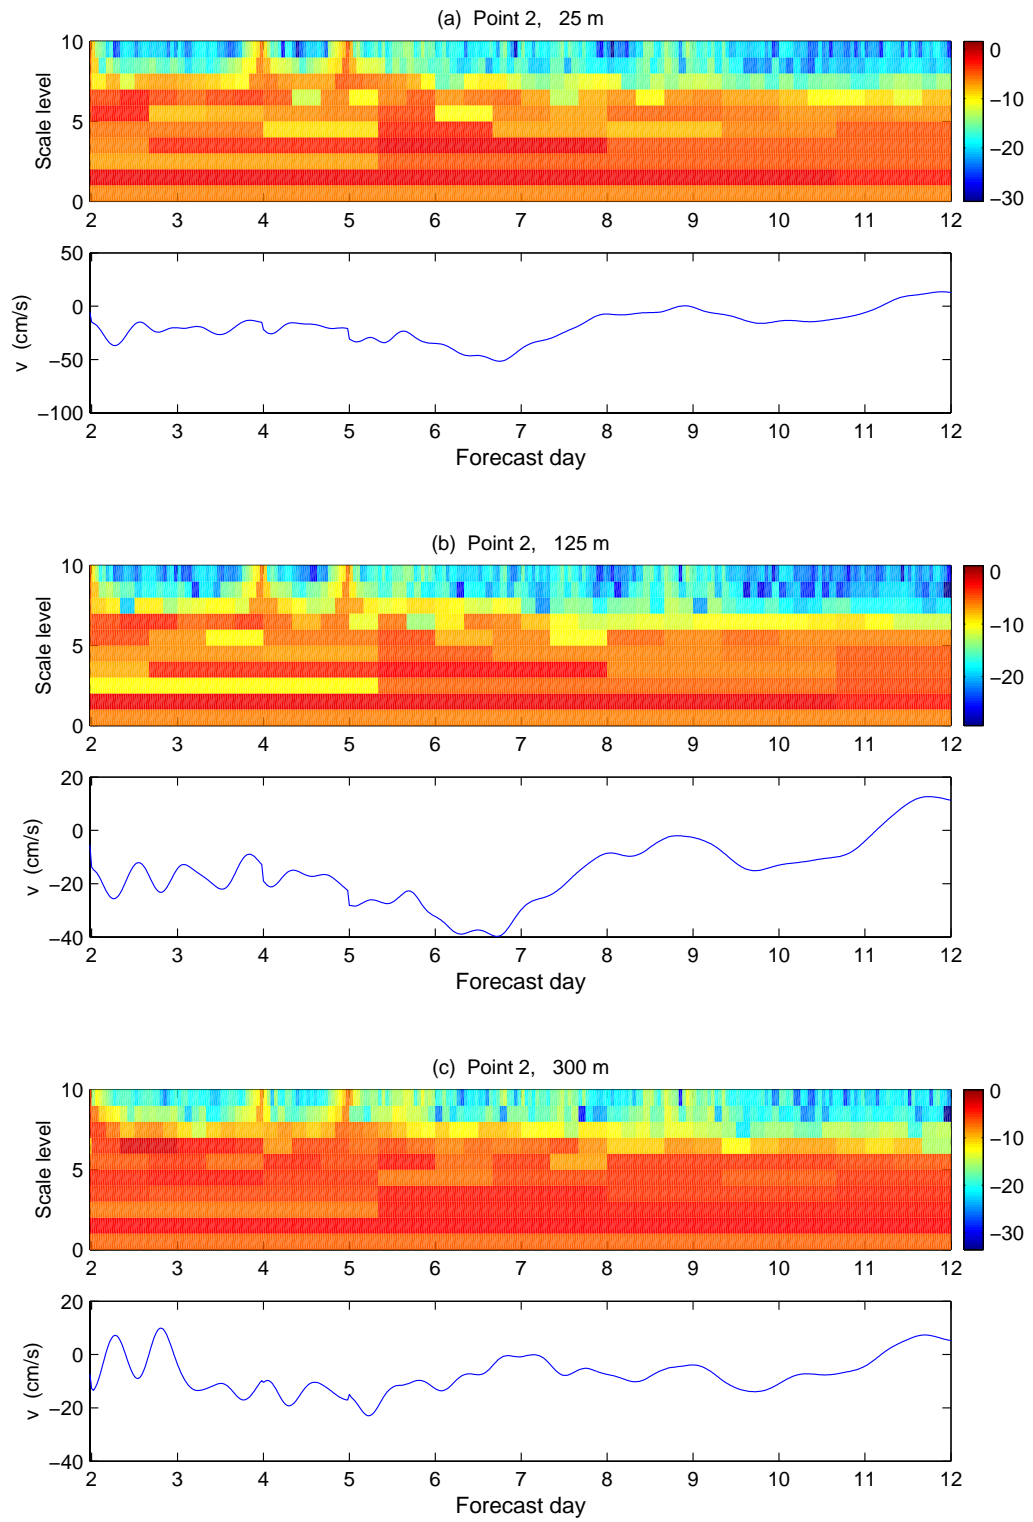 (a) Point 2, 25 m
Scale level
10
5
0
2 3 4 5 6 7 8 9 10 11 12
0
−10
−20
−30
v (cm/s)
50
0
−50
−100
2 3 4 5 6 7 8 9 10 11 12
Forecast day
(b) Point 2, 125 m
Scale level
10
5
0
2 3 4 5 6 7 8 9 10 11 12
0
−10
−20
v (cm/s)
20
0
−20
−40
2 3 4 5 6 7 8 9 10 11 12
Forecast day
(c) Point 2, 300 m
Scale level
10
5
0
2 3 4 5 6 7 8 9 10 11 12
0
−10
−20
−30
v (cm/s)
20
0
−20
−40
2 3 4 5 6 7 8 9 10 11 12
Forecast day